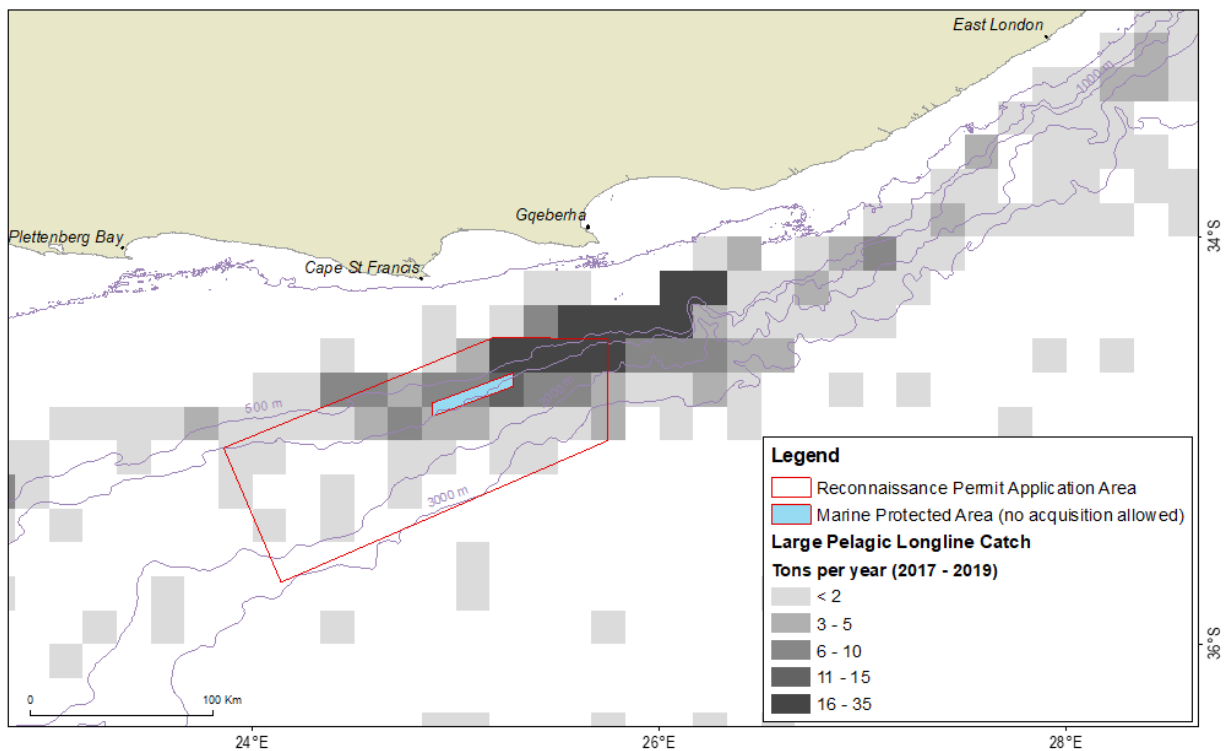 East London
1000 m
Gqeberha
Plettenberg Bay
Cape St Francis
34°S
500 m
3000 m
Legend
Reconnaissance Permit Application Area
Marine Protected Area (no acquisition allowed)
Large Pelagic Longline Catch
Tons per year (2017 - 2019)
< 2
3 - 5
6 - 10
11 - 15
16 - 35
36°S
0 100 Km
24°E 26°E 28°E